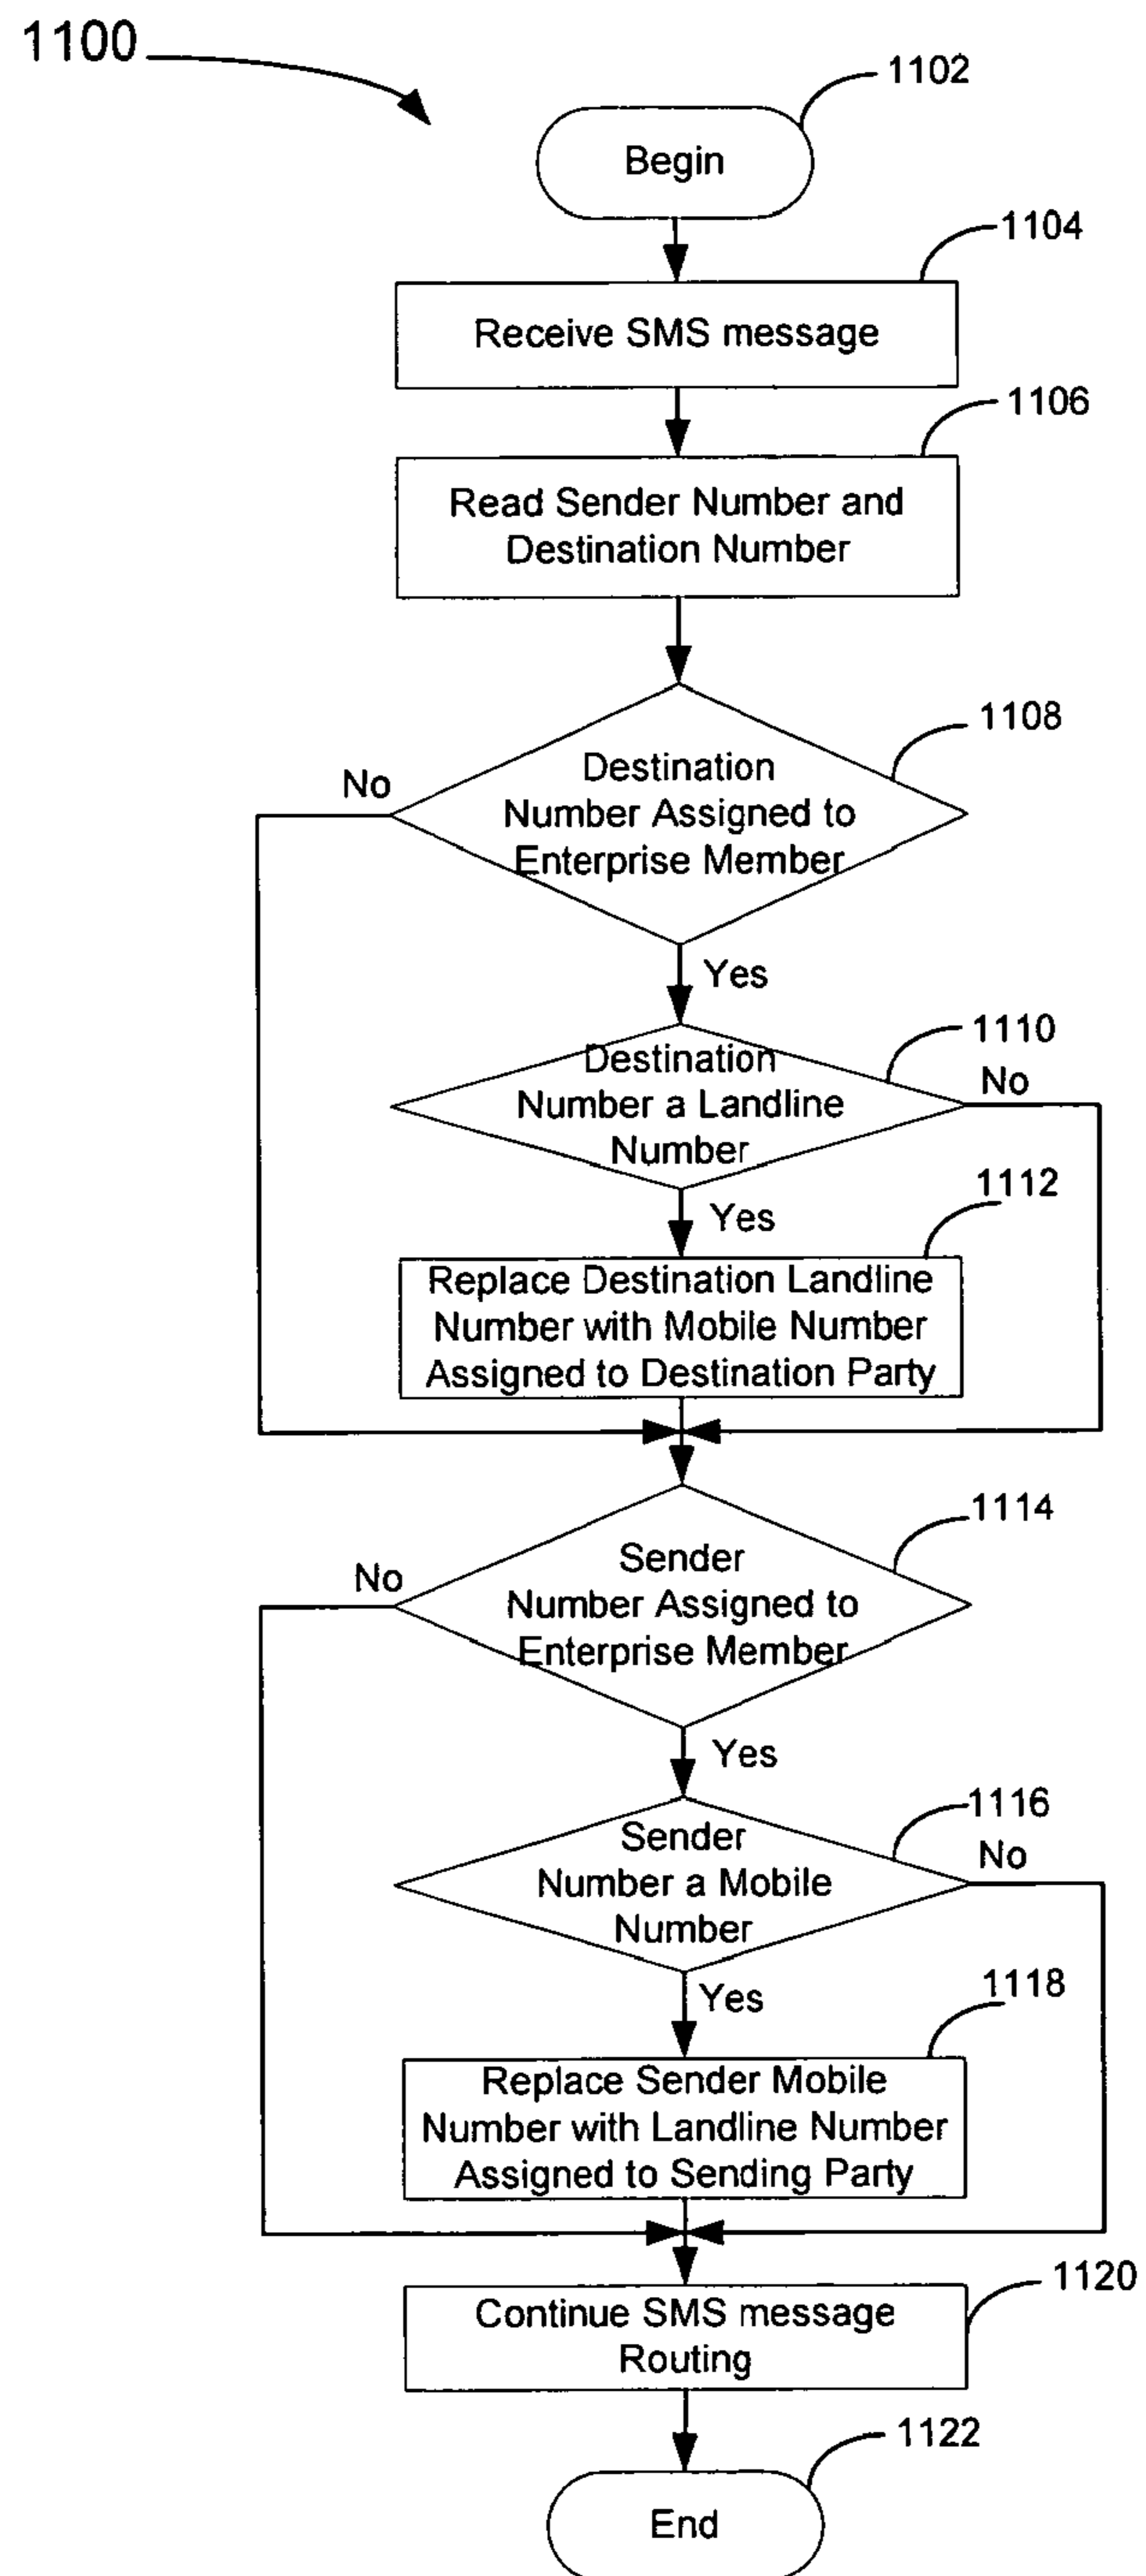 1100
1102
Begin
1104
Receive SMS message
1106
Read Sender Number and
Destination Number
1108
No
Destination
Number Assigned to
Enterprise Member
Yes
1110
Destination
No
Number a Landline
Number
1112
Yes
Replace Destination Landline
Number with Mobile Number
Assigned to Destination Party
1114
Sender
No
Number Assigned to
Enterprise Member
Yes
1116
Sender
No
Number a Mobile
Number
1118
Yes
Replace Sender Mobile
Number with Landline Number
Assigned to Sending Party
1120
Continue SMS message
Routing
1122
End